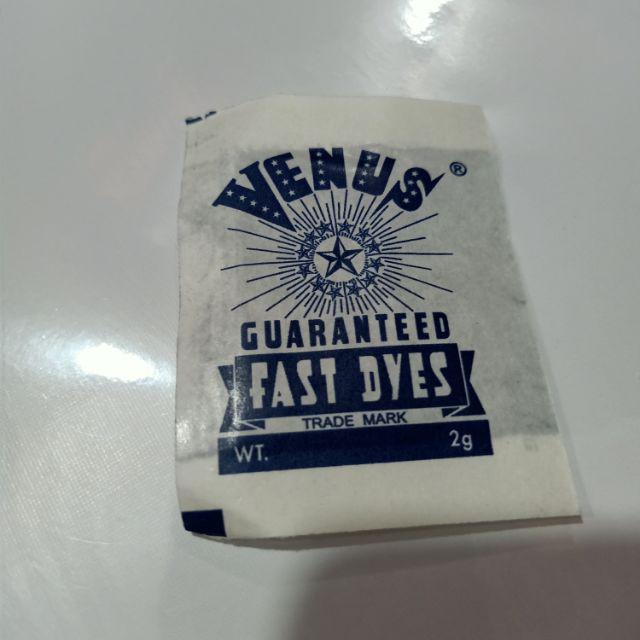 VENUS ®
GUARANTEED
FAST DYES
TRADE MARK
WT. 2g